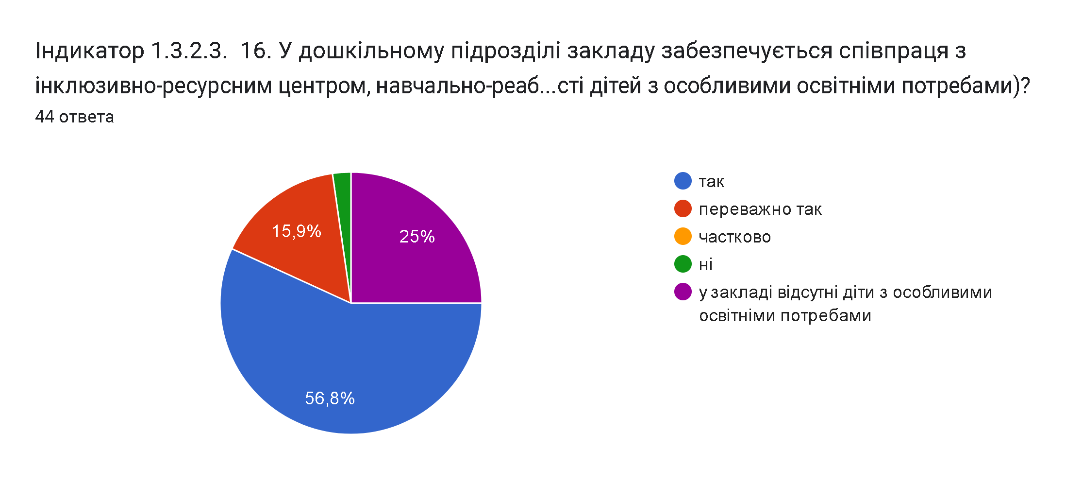 Індикатор 1.3.2.3.  16. У дошкільному підрозділі закладу забезпечується співпраця з
інклюзивно-ресурсним центром, навчально-реаб...сті дітей з особливими освітніми потребами)?
44 ответа
так
переважно так
частково
ні
у закладі відсутні діти з особливими
освітніми потребами
15,9%
25%
56,8%